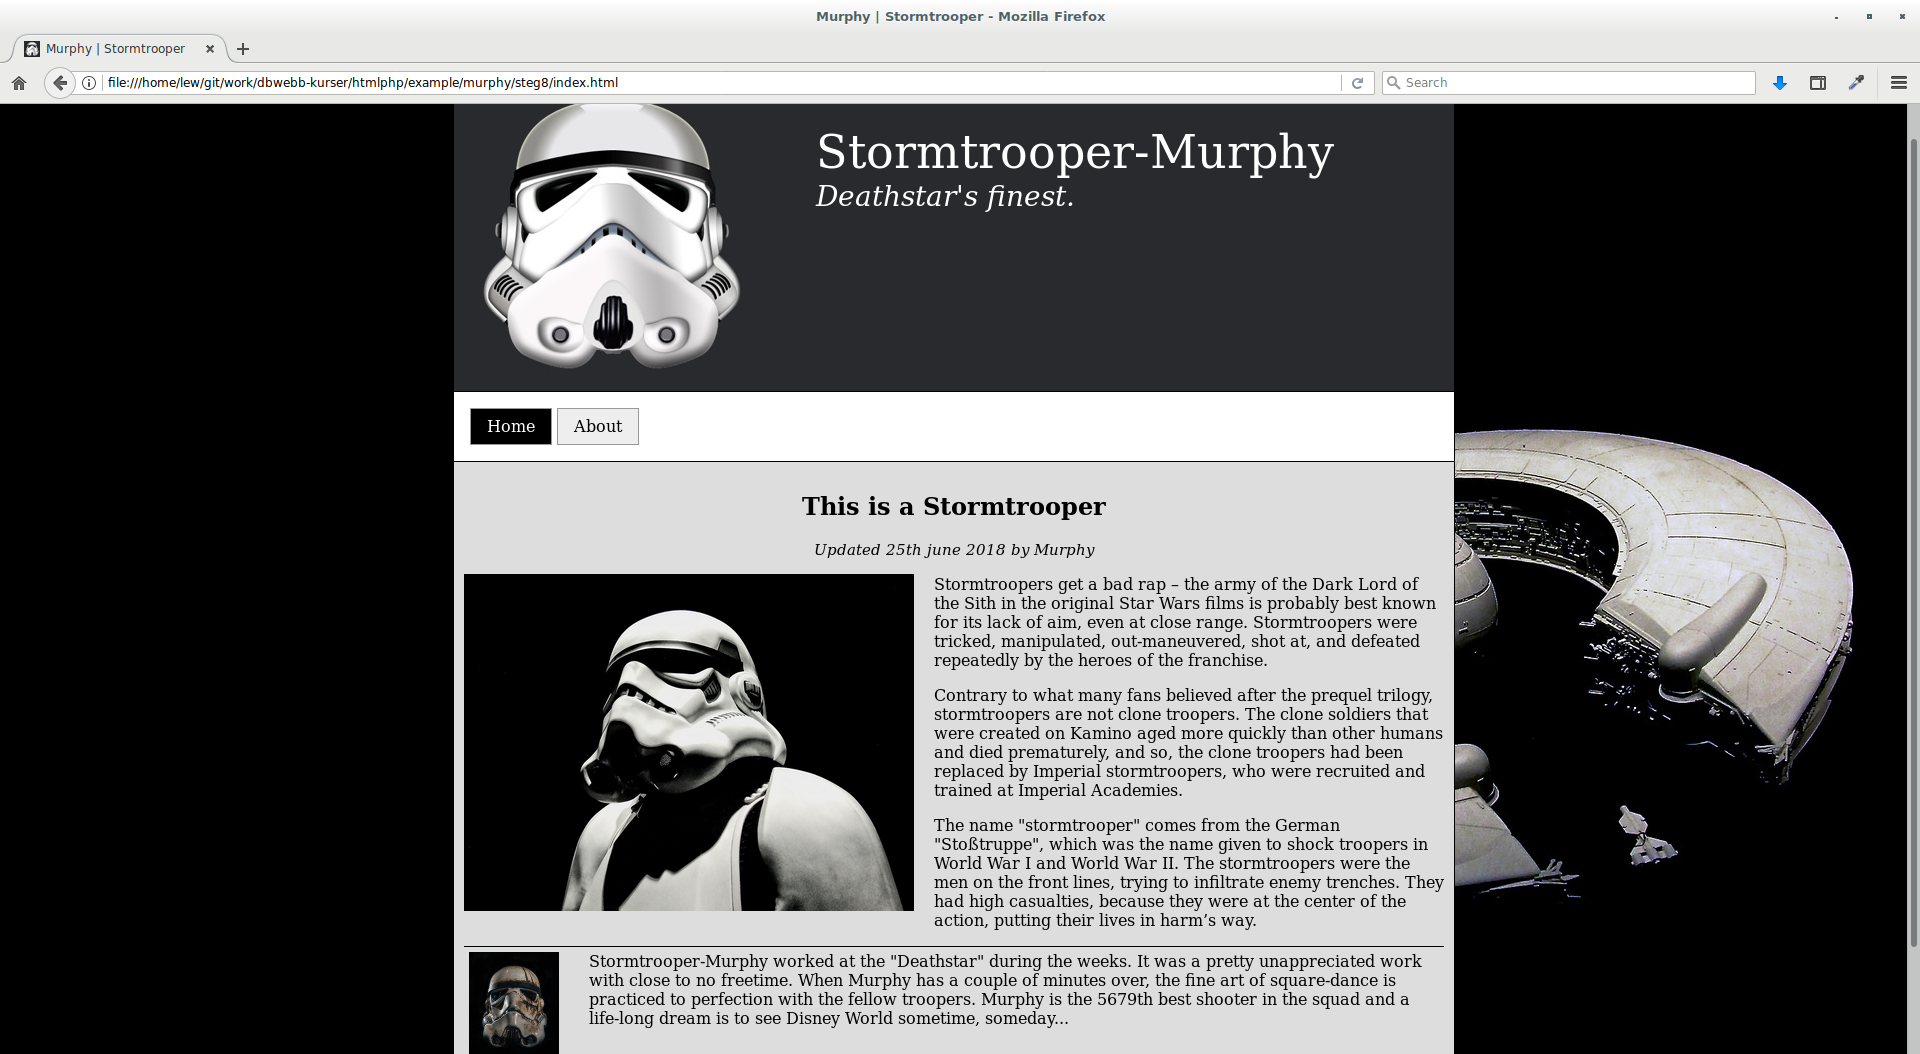 Murphy | Stormtrooper - Mozilla Firefox
Murphy | Stormtrooper
file:///home/lew/git/work/dbwebb-kurser/htmlphp/example/murphy/steg8/index.html
Search
Stormtrooper-Murphy
Deathstar's finest.
Home
About
This is a Stormtrooper
Updated 25th june 2018 by Murphy
Stormtroopers get a bad rap – the army of the Dark Lord of
the Sith in the original Star Wars films is probably best known
for its lack of aim, even at close range. Stormtroopers were
tricked, manipulated, out-maneuvered, shot at, and defeated
repeatedly by the heroes of the franchise.
Contrary to what many fans believed after the prequel trilogy,
stormtroopers are not clone troopers. The clone soldiers that
were created on Kamino aged more quickly than other humans
and died prematurely, and so, the clone troopers had been
replaced by Imperial stormtroopers, who were recruited and
trained at Imperial Academies.
The name "stormtrooper" comes from the German
"Stoßtruppe", which was the name given to shock troopers in
World War I and World War II. The stormtroopers were the
men on the front lines, trying to infiltrate enemy trenches. They
had high casualties, because they were at the center of the
action, putting their lives in harm’s way.
Stormtrooper-Murphy worked at the "Deathstar" during the weeks. It was a pretty unappreciated work
with close to no freetime. When Murphy has a couple of minutes over, the fine art of square-dance is
practiced to perfection with the fellow troopers. Murphy is the 5679th best shooter in the squad and a
life-long dream is to see Disney World sometime, someday...